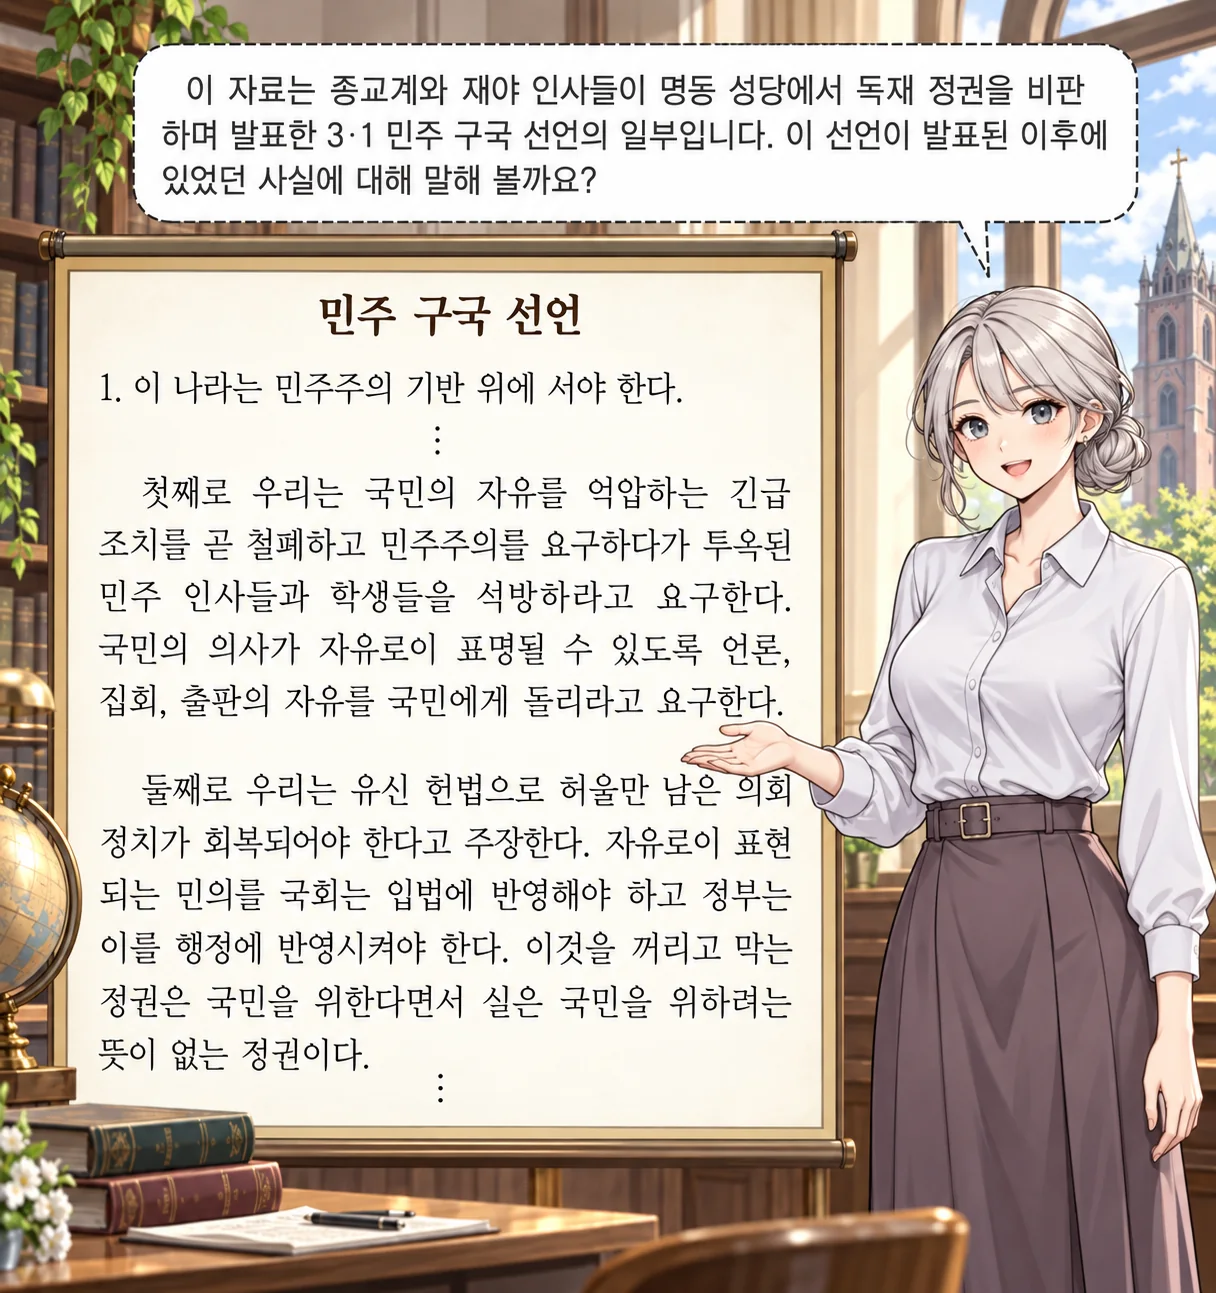 이 자료는 종교계와 재야 인사들이 명동 성당에서 독재 정권을 비판
하며 발표한 3·1 민주 구국 선언의 일부입니다. 이 선언이 발표된 이후에
있었던 사실에 대해 말해 볼까요?
민주 구국 선언
1. 이 나라는 민주주의 기반 위에 서야 한다.
⋮
첫째로 우리는 국민의 자유를 억압하는 긴급
조치를 곧 철폐하고 민주주의를 요구하다가 투옥된
민주 인사들과 학생들을 석방하라고 요구한다.
국민의 의사가 자유로이 표명될 수 있도록 언론,
집회, 출판의 자유를 국민에게 돌리라고 요구한다.
둘째로 우리는 유신 헌법으로 허울만 남은 의회
정치가 회복되어야 한다고 주장한다. 자유로이 표현
되는 민의를 국회는 입법에 반영해야 하고 정부는
이를 행정에 반영시켜야 한다. 이것을 꺼리고 막는
정권은 국민을 위한다면서 실은 국민을 위하려는
뜻이 없는 정권이다.
⋮